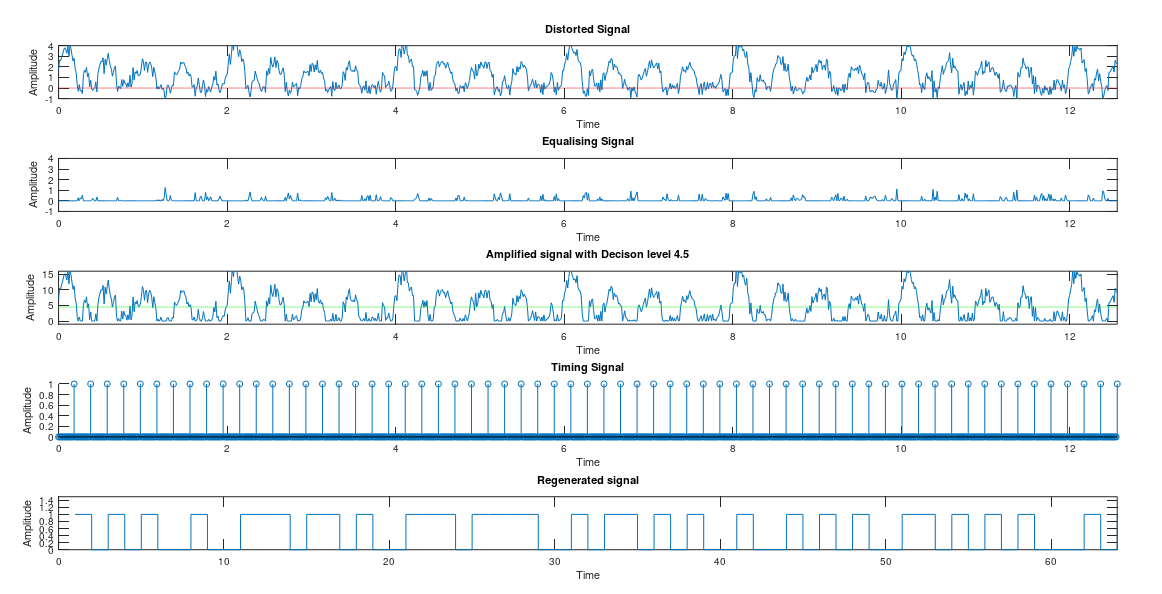 Distorted Signal
Amplitude
4
3
2
1
0
-1
0 2 4 6 8 10 12
Time
Equalising Signal
Amplitude
4
3
2
1
0
-1
0 2 4 6 8 10 12
Time
Amplified signal with Decison level 4.5
Amplitude
15
10
5
0
0 2 4 6 8 10 12
Time
Timing Signal
Amplitude
1
0.8
0.6
0.4
0.2
0
0 2 4 6 8 10 12
Time
Regenerated signal
Amplitude
1.4
1.2
1
0.8
0.6
0.4
0.2
0
0 10 20 30 40 50 60
Time